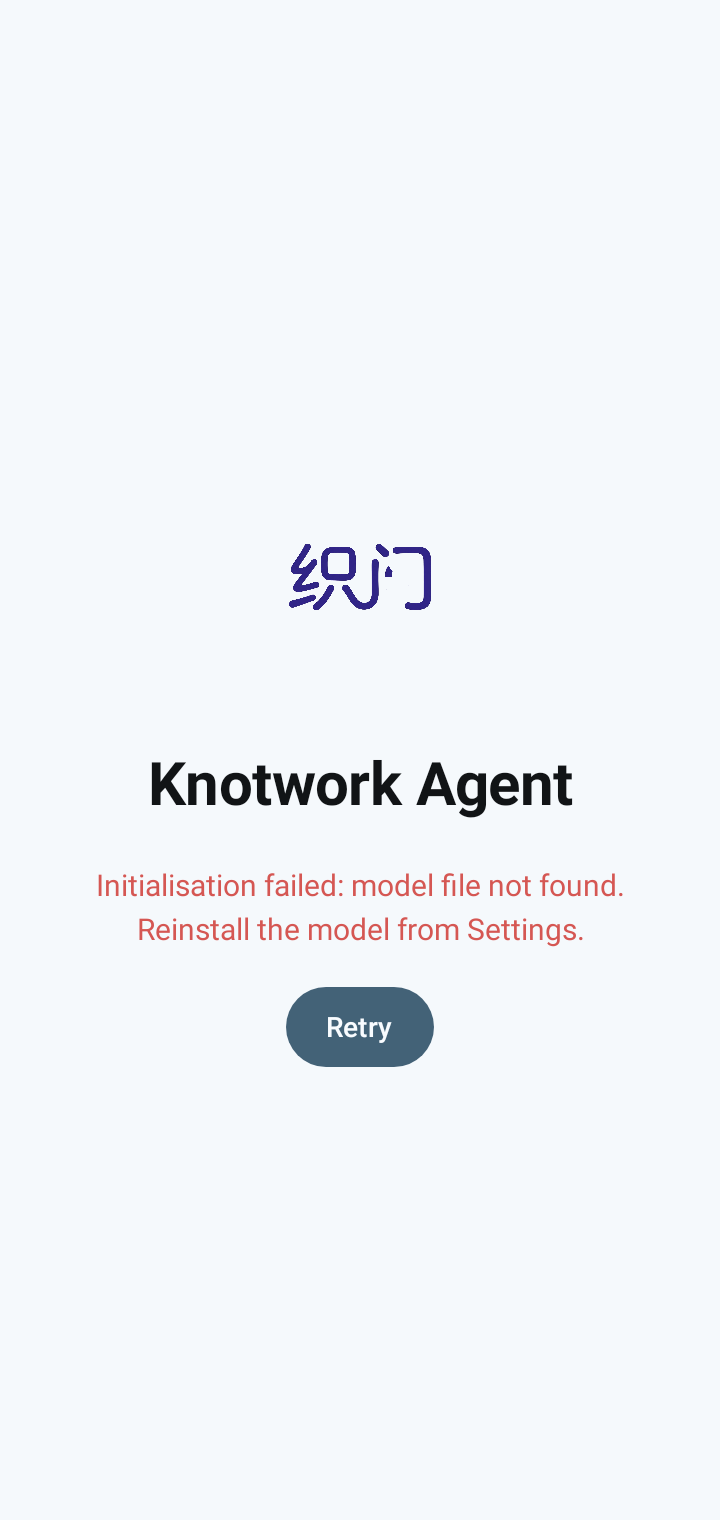 织门
Knotwork Agent
Initialisation failed: model file not found.
Reinstall the model from Settings.
Retry